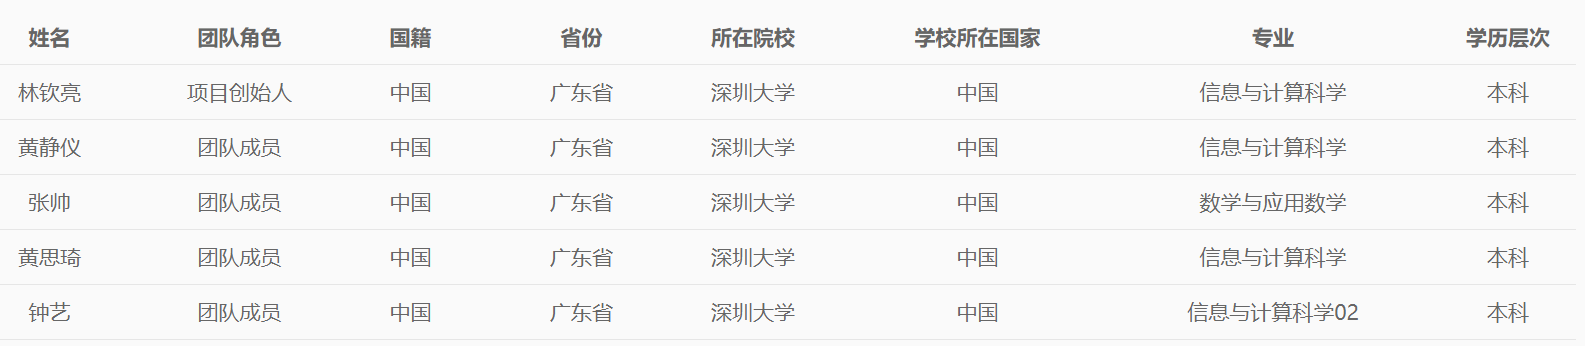 姓名 团队角色 国籍 省份 所在院校 学校所在国家 专业 学历层次
林钦亮 项目创始人 中国 广东省 深圳大学 中国 信息与计算科学 本科
黄静仪 团队成员 中国 广东省 深圳大学 中国 信息与计算科学 本科
张帅 团队成员 中国 广东省 深圳大学 中国 数学与应用数学 本科
黄思琦 团队成员 中国 广东省 深圳大学 中国 信息与计算科学 本科
钟艺 团队成员 中国 广东省 深圳大学 中国 信息与计算科学02 本科